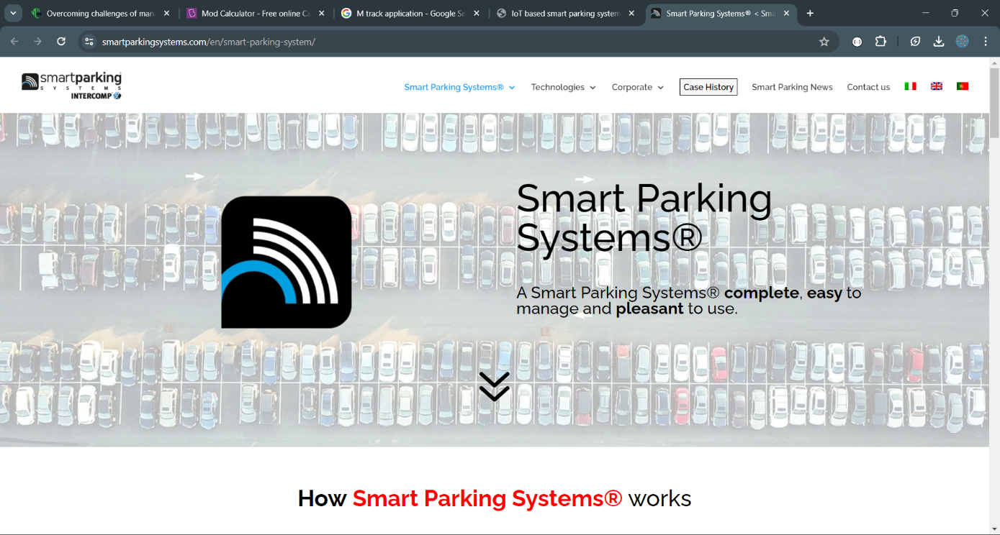 Overcoming challenges of man
Mod Calculator - Free online Ca
M track application - Google Se
IoT based smart parking system
Smart Parking Systems® < Sma
smartparkingsystems.com/en/smart-parking-system/
smartparking
SYSTEMS
INTERCOMP
Smart Parking Systems®
Technologies
Corporate
Case History
Smart Parking News
Contact us
Smart Parking
Systems®
A Smart Parking Systems® complete, easy to
manage and pleasant to use.
How Smart Parking Systems® works